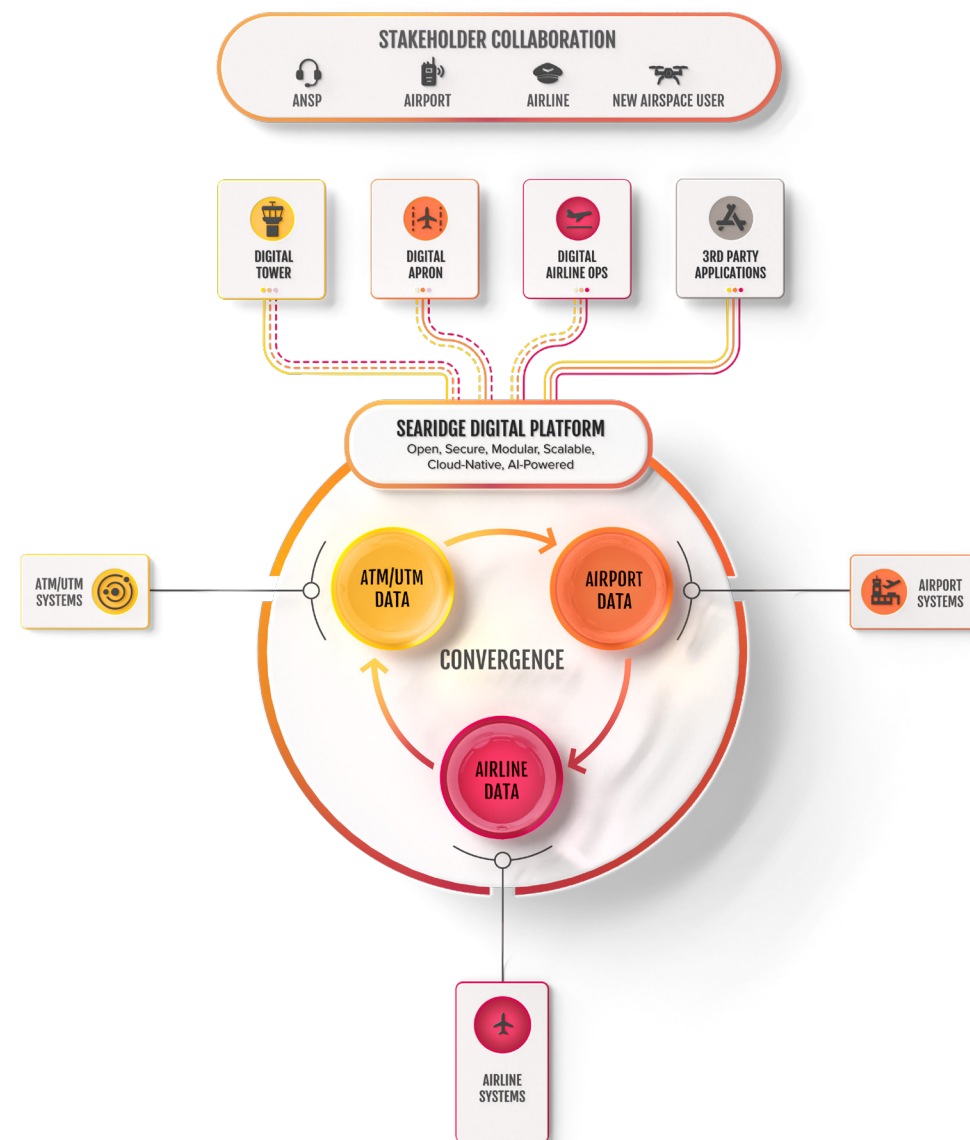 STAKEHOLDER COLLABORATION
ANSP
AIRPORT
AIRLINE
NEW AIRSPACE USER
DIGITAL
TOWER
DIGITAL
APRON
DIGITAL
AIRLINE OPS
3RD PARTY
APPLICATIONS
SEARIDGE DIGITAL PLATFORM
Open, Secure, Modular, Scalable,
Cloud-Native, AI-Powered
ATM/UTM
SYSTEMS
ATM/UTM
DATA
AIRPORT
DATA
AIRPORT
SYSTEMS
CONVERGENCE
AIRLINE
DATA
AIRLINE
SYSTEMS